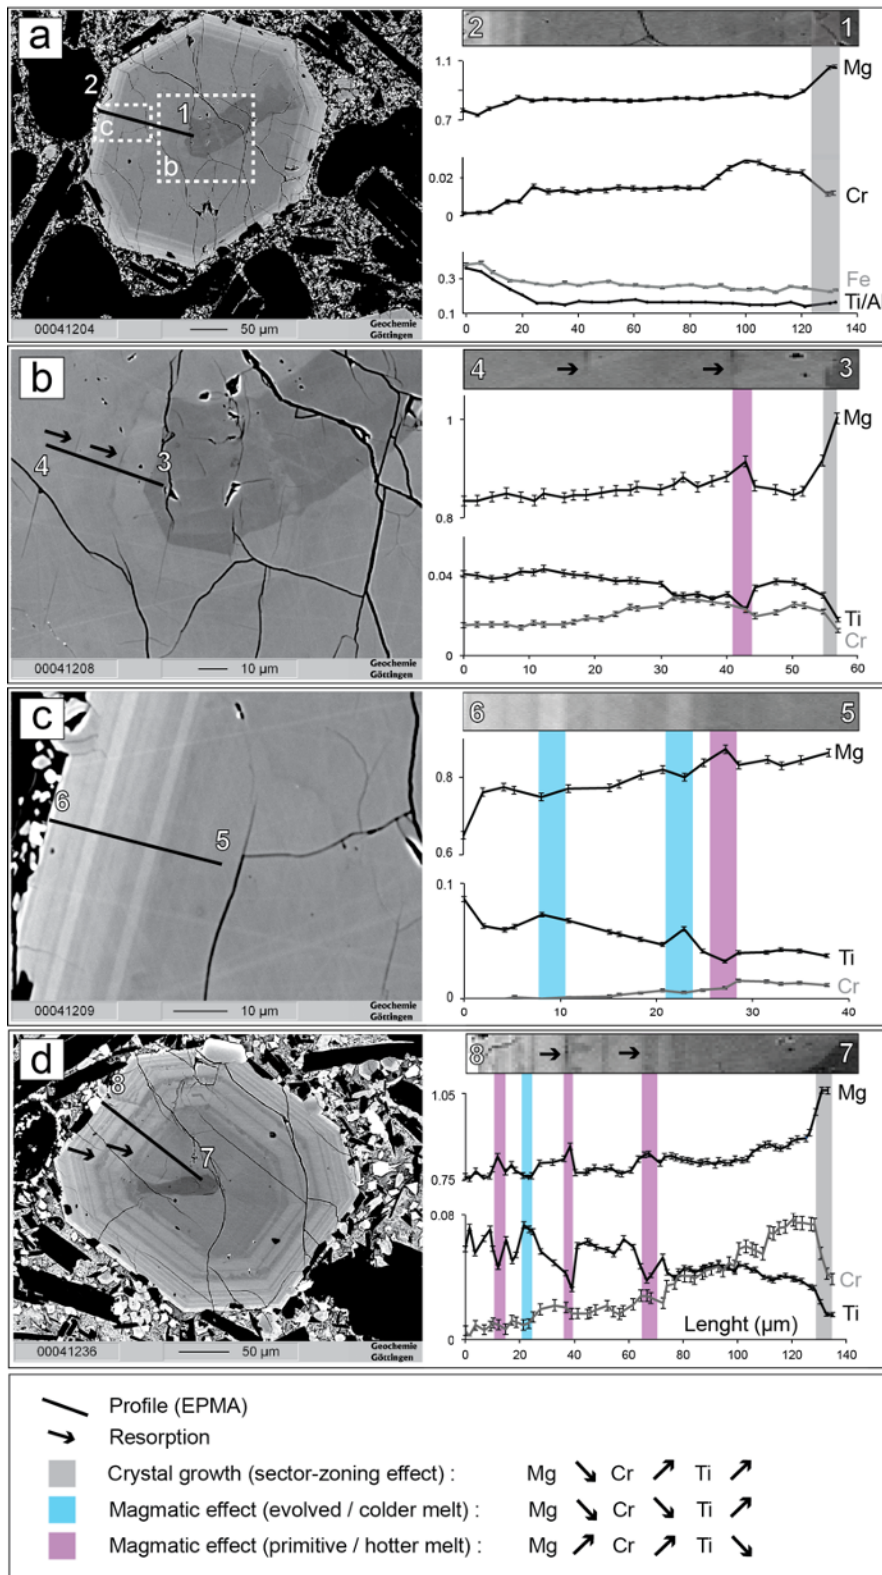 a
2
1
c
b
00041204
50 µm
Geochemie
Göttingen
2
1
1.1
0.7
Mg
0.02
0
Cr
0.3
0.1
Fe
Ti/Al
0
20
40
60
80
100
120
140
b
4
3
00041208
10 µm
Geochemie
Göttingen
4
3
1
0.8
Mg
0.04
0
Ti
Cr
0
10
20
30
40
50
60
c
6
5
00041209
10 µm
Geochemie
Göttingen
6
5
0.8
0.6
Mg
0.1
0
Ti
Cr
0
10
20
30
40
d
8
7
00041236
50 µm
Geochemie
Göttingen
8
7
1.05
0.75
Mg
0.08
0
Cr
Ti
Lenght (µm)
0
20
40
60
80
100
120
140
Profile (EPMA)
Resorption
Crystal growth (sector-zoning effect) : Mg ↘ Cr ↗ Ti ↗
Magmatic effect (evolved / colder melt) : Mg ↘ Cr ↘ Ti ↗
Magmatic effect (primitive / hotter melt) : Mg ↗ Cr ↗ Ti ↘